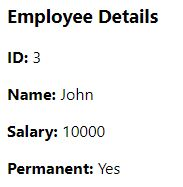 Employee Details
ID: 3
Name: John
Salary: 10000
Permanent: Yes